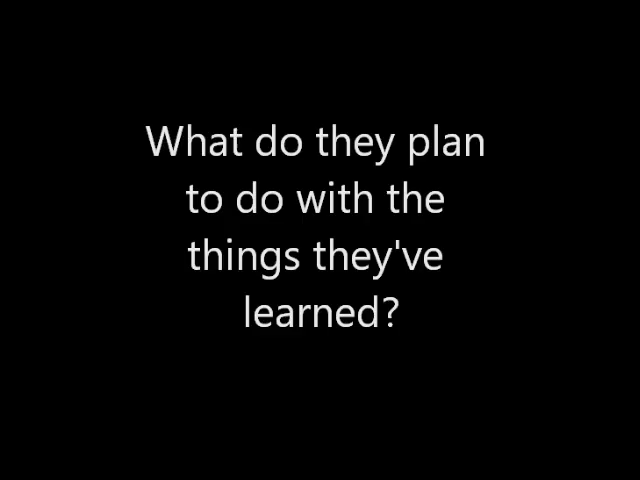 What do they plan
to do with the
things they've
learned?